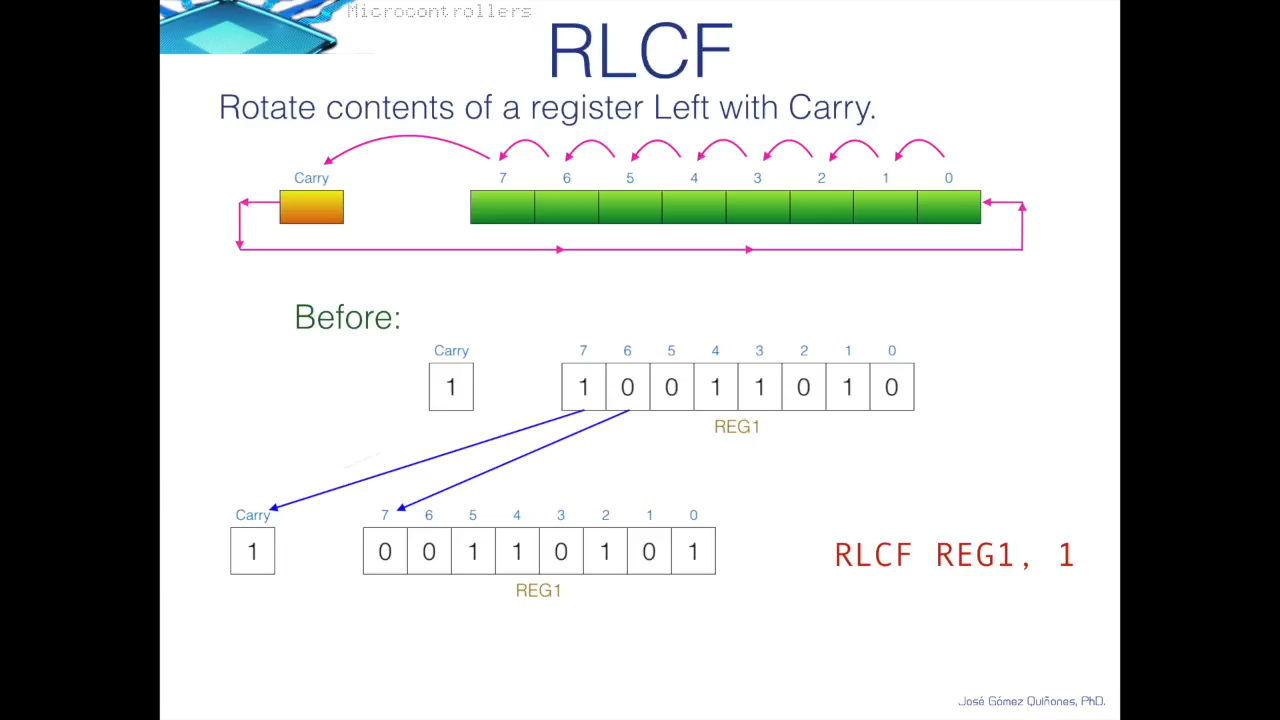 Microcontrollers
RLCF
Rotate contents of a register Left with Carry.
Carry 7 6 5 4 3 2 1 0
Before:
Carry 7 6 5 4 3 2 1 0
1 1 0 0 1 1 0 1 0
REG1
Carry 7 6 5 4 3 2 1 0
1 0 0 1 1 0 1 0 1
RLCF REG1, 1
REG1
José Gómez Quiñones, PhD.